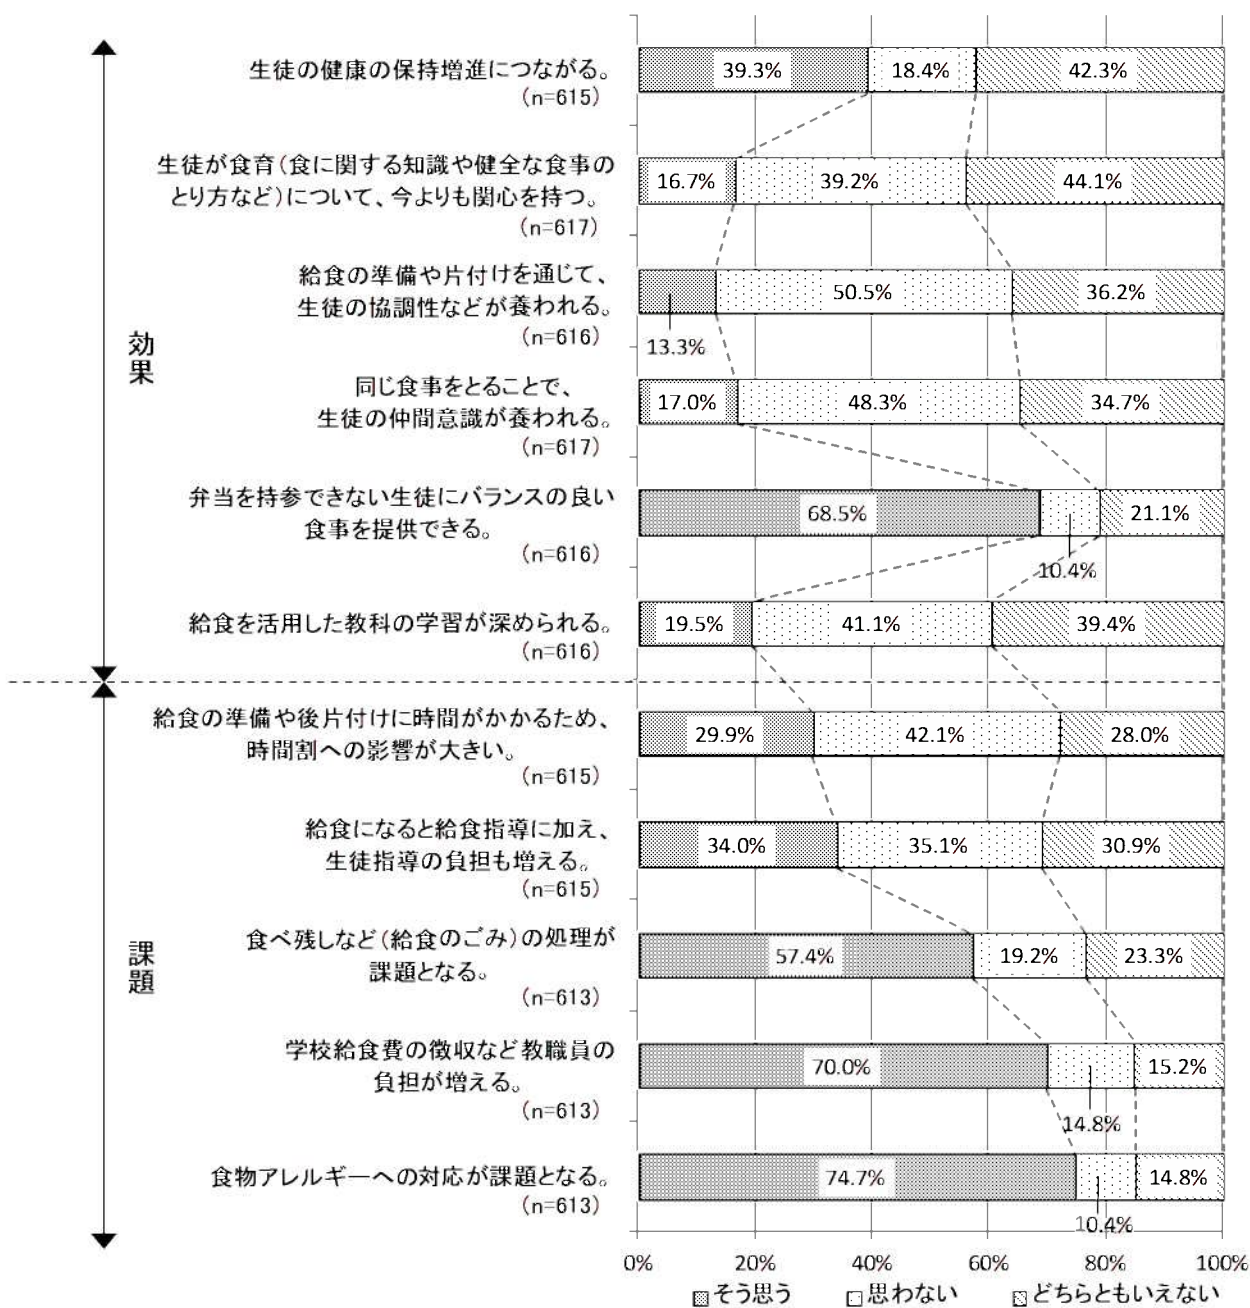 効果
生徒の健康の保持増進につながる。
(n=615)
39.3%
18.4%
42.3%
生徒が食育(食に関する知識や健全な食事の
とり方など)について、今よりも関心を持つ。
(n=617)
16.7%
39.2%
44.1%
給食の準備や片付けを通じて、
生徒の協調性などが養われる。
(n=616)
13.3%
50.5%
36.2%
同じ食事をとることで、
生徒の仲間意識が養われる。
(n=617)
17.0%
48.3%
34.7%
弁当を持参できない生徒にバランスの良い
食事を提供できる。
(n=616)
68.5%
10.4%
21.1%
給食を活用した教科の学習が深められる。
(n=616)
19.5%
41.1%
39.4%
課題
給食の準備や後片付けに時間がかかるため、
時間割への影響が大きい。
(n=615)
29.9%
42.1%
28.0%
給食になると給食指導に加え、
生徒指導の負担も増える。
(n=615)
34.0%
35.1%
30.9%
食べ残しなど(給食のごみ)の処理が
課題となる。
(n=613)
57.4%
19.2%
23.3%
学校給食費の徴収など教職員の
負担が増える。
(n=613)
70.0%
14.8%
15.2%
食物アレルギーへの対応が課題となる。
(n=613)
74.7%
10.4%
14.8%
0% 20% 40% 60% 80% 100%
そう思う 思わない どちらともいえない